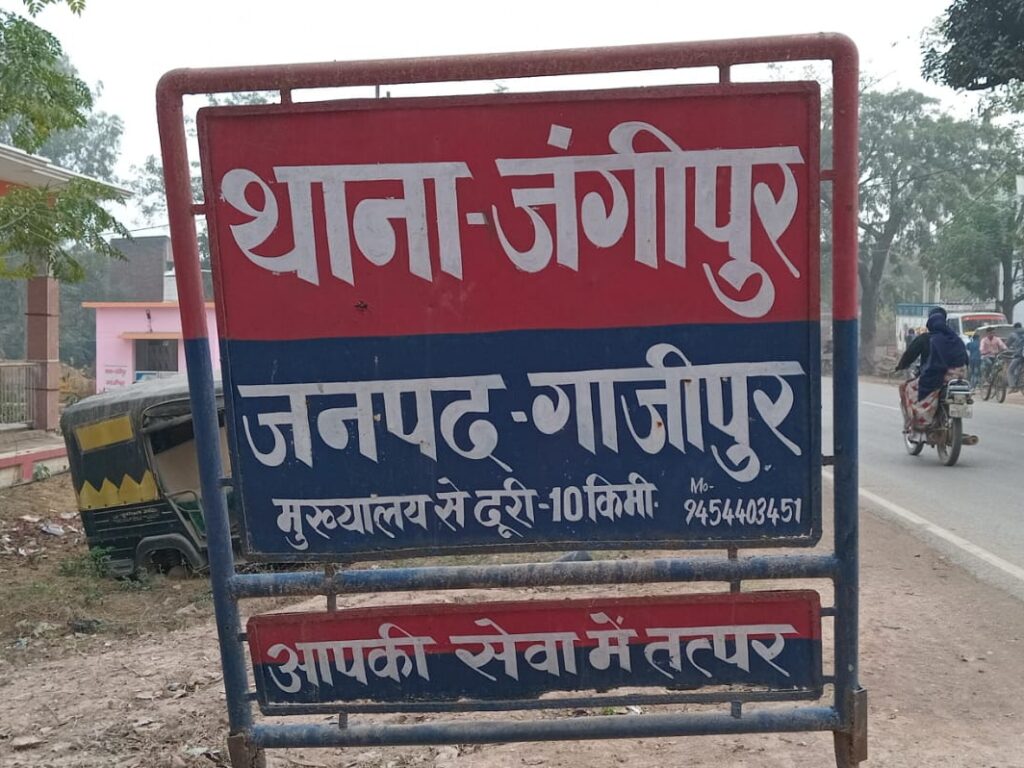 थाना-जंगीपुर
जनपद-गाजीपुर
मुख्यालय से दूरी-10 किमी.
Mo-
9454403451
आपकी सेवा में तत्पर